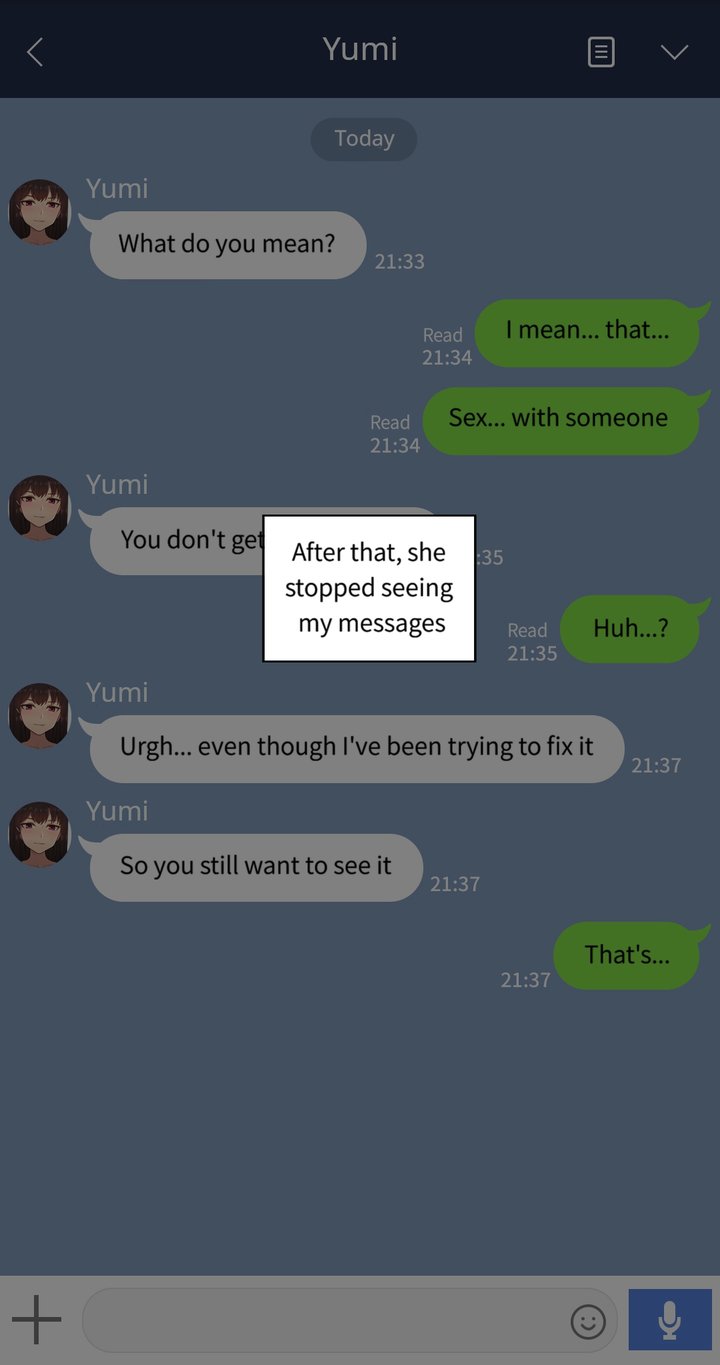 Yumi
Today
Yumi
What do you mean?
21:33
I mean... that...
Read
21:34
Sex... with someone
Read
21:34
Yumi
You don't get
:35
After that, she
stopped seeing
my messages
Huh...?
Read
21:35
Yumi
Urgh... even though I've been trying to fix it
21:37
Yumi
So you still want to see it
21:37
That's...
21:37